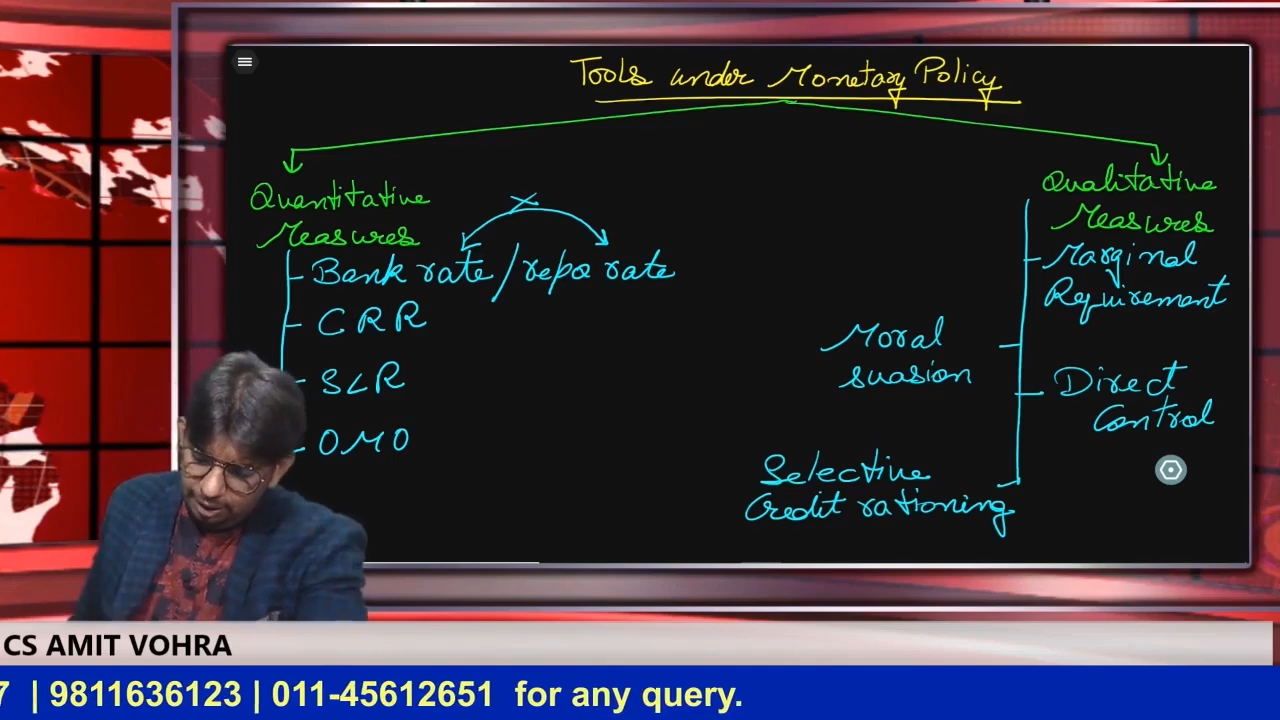 Tools under Monetary Policy
Quantitative
Measures
Bank rate/repo rate
CRR
SLR
OMO
Qualitative
Measures
Marginal
Requirement
Moral
suasion
Direct
Control
Selective
Credit rationing
CS AMIT VOHRA
7 | 9811636123 | 011-45612651 for any query.